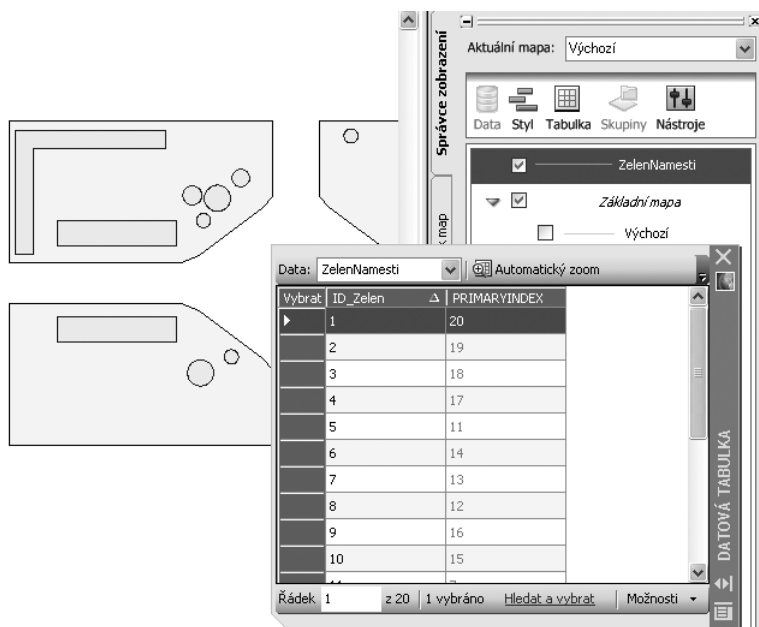 Správce zobrazení
Aktuální mapa: Výchozí
Data Styl Tabulka Skupiny Nástroje
ZelenNamesti
Základní mapa
Výchozí
map
Data: ZelenNamesti Automatický zoom
Vybrat ID_Zelen PRIMARYINDEX
1 20
2 19
3 18
4 17
5 11
6 14
7 13
8 12
9 16
10 15
DATOVÁ TABULKA
Řádek 1 z 20 1 vybráno Hledat a vybrat Možnosti